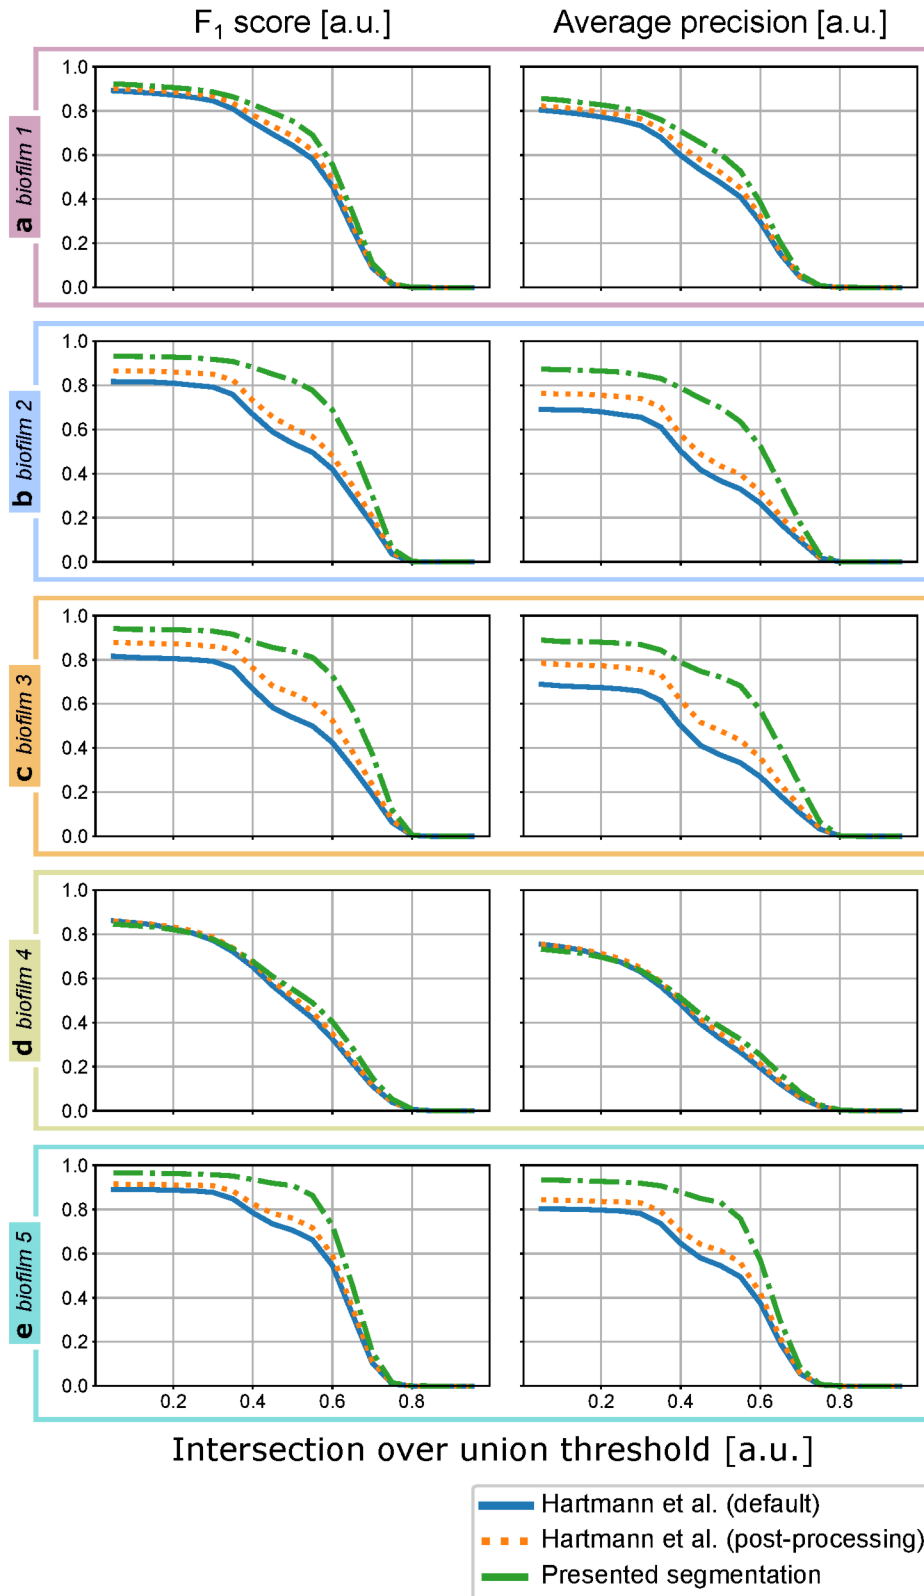 F1 score [a.u.] Average precision [a.u.]
a biofilm 1
1.0
0.8
0.6
0.4
0.2
0.0
b biofilm 2
1.0
0.8
0.6
0.4
0.2
0.0
c biofilm 3
1.0
0.8
0.6
0.4
0.2
0.0
d biofilm 4
1.0
0.8
0.6
0.4
0.2
0.0
e biofilm 5
1.0
0.8
0.6
0.4
0.2
0.0
0.2 0.4 0.6 0.8 0.2 0.4 0.6 0.8
Intersection over union threshold [a.u.]
Hartmann et al. (default)
Hartmann et al. (post-processing)
Presented segmentation